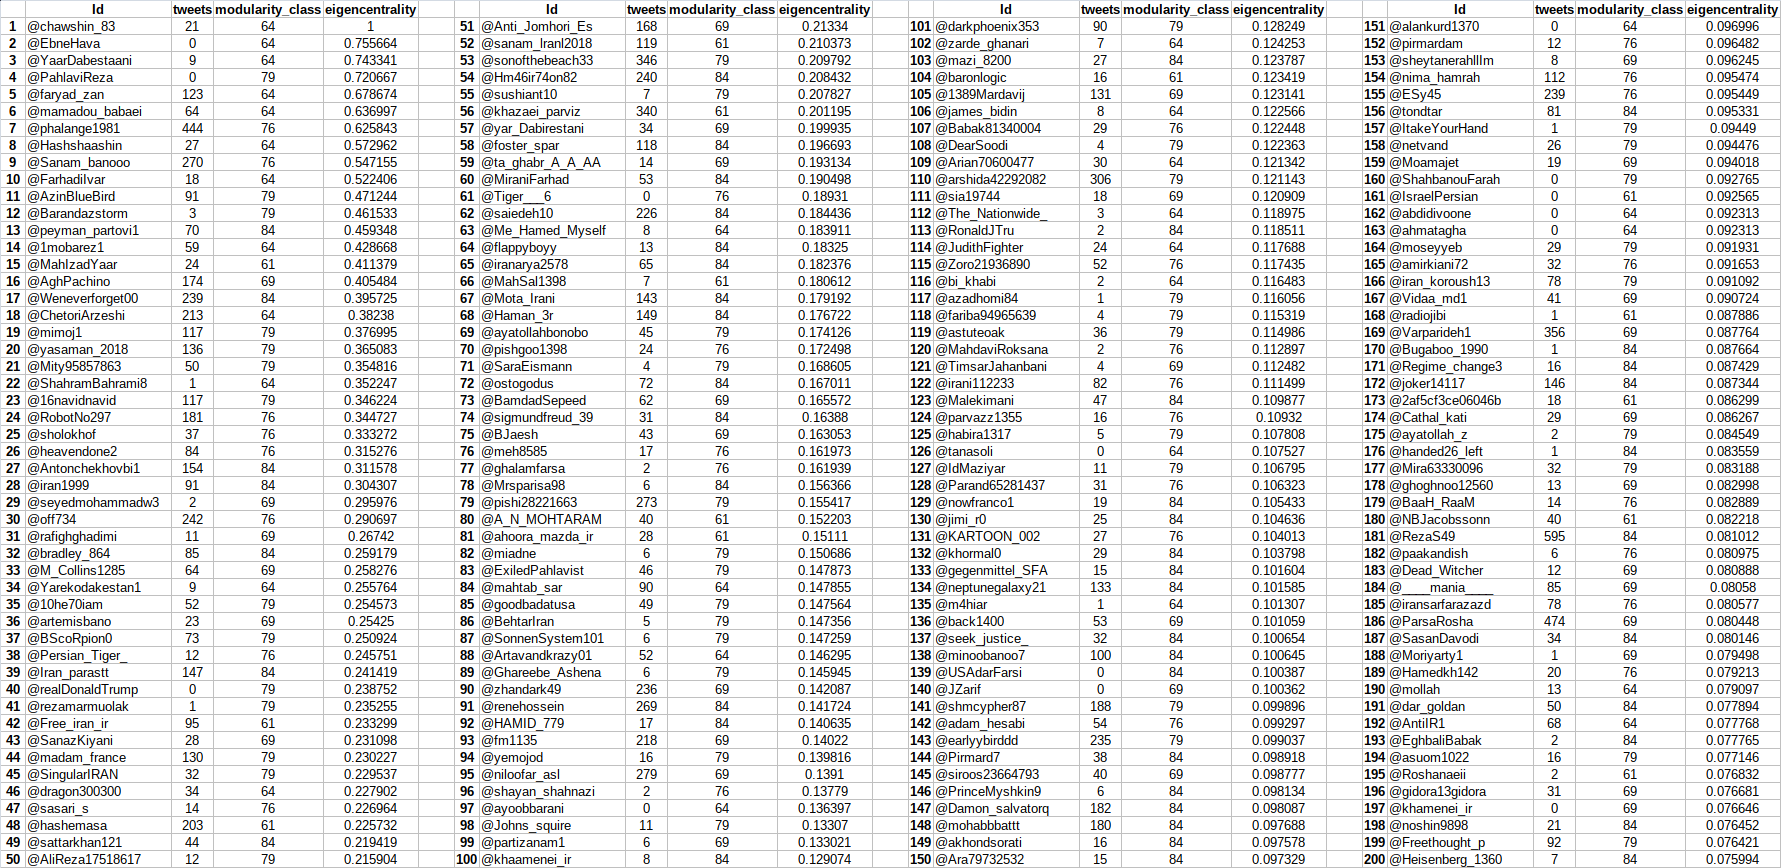 Id tweets modularity_class eigencentrality Id tweets modularity_class eigencentrality Id tweets modularity_class eigencentrality Id tweets modularity_class eigencentrality
1 @chawshin_83 21 64 1 51 @Anti_Jomhori_Es 168 69 0.21334 101 @darkphoenix353 90 79 0.128249 151 @alankurd1370 0 64 0.096996
2 @EbneHava 0 64 0.755664 52 @sanam_IranI2018 119 61 0.210373 102 @zarde_ghanari 7 64 0.124253 152 @pirmardam 12 76 0.096482
3 @YaarDabestaani 9 64 0.743341 53 @sonofthebeach33 346 79 0.209792 103 @mazi_8200 27 84 0.123787 153 @sheytanerahIIIm 8 69 0.096245
4 @PahlaviReza 0 79 0.720667 54 @Hm46ir74on82 240 84 0.208432 104 @baronlogic 16 61 0.123419 154 @nima_hamrah 112 76 0.095474
5 @faryad_zan 123 64 0.678674 55 @sushiant10 7 79 0.207827 105 @1389Mardavij 131 69 0.123141 155 @ESy45 239 76 0.095449
6 @mamadou_babaei 64 64 0.636997 56 @khazaei_parviz 340 61 0.201195 106 @james_bidin 8 64 0.122566 156 @tondtar 81 84 0.095331
7 @phalange1981 444 76 0.625843 57 @yar_Dabirestani 34 69 0.199935 107 @Babak81340004 29 76 0.122448 157 @ItakeYourHand 1 79 0.09449
8 @Hashshaashin 27 64 0.572962 58 @foster_spar 118 84 0.196693 108 @DearSoodi 4 79 0.122363 158 @netvand 26 79 0.094476
9 @Sanam_banooo 270 76 0.547155 59 @ta_ghabr_A_A_AA 14 69 0.193134 109 @Arian70600477 30 64 0.121342 159 @Moamajet 19 69 0.094018
10 @FarhadiIvar 18 64 0.522406 60 @MiraniFarhad 53 84 0.190498 110 @arshida42292082 306 79 0.121143 160 @ShahbanouFarah 0 79 0.092765
11 @AzinBlueBird 91 79 0.471244 61 @Tiger___6 0 76 0.18931 111 @sia19744 18 69 0.120909 161 @IsraelPersian 0 61 0.092565
12 @Barandazstorm 3 79 0.461533 62 @saiedeh10 226 84 0.184436 112 @The_Nationwide_ 3 64 0.118975 162 @abdidivoone 0 64 0.092313
13 @peyman_partovi1 70 84 0.459348 63 @Me_Hamed_Myself 8 64 0.183911 113 @RonaldJTru 2 84 0.118511 163 @ahmatagha 0 64 0.092313
14 @1mobarez1 59 64 0.428668 64 @flappyboyy 13 84 0.18325 114 @JudithFighter 24 64 0.117688 164 @moseyyeb 29 79 0.091931
15 @MahIzadYaar 24 61 0.411379 65 @iranarya2578 65 84 0.182376 115 @Zoro21936890 52 76 0.117435 165 @amirkiani72 32 76 0.091653
16 @AghPachino 174 69 0.405484 66 @MahSal1398 7 61 0.180612 116 @bi_khabi 2 64 0.116483 166 @iran_koroush13 78 79 0.091092
17 @Weneverforget00 239 84 0.395725 67 @Mota_Irani 143 84 0.179192 117 @azadhomi84 1 79 0.116056 167 @Vidaa_md1 41 69 0.090724
18 @ChetoriArzeshi 213 64 0.38238 68 @Haman_3r 149 84 0.176722 118 @fariba94965639 4 79 0.115319 168 @radiojibi 1 61 0.087886
19 @mimoj1 117 79 0.376995 69 @ayatollahbonobo 45 79 0.174126 119 @astuteoak 36 79 0.114986 169 @Varparideh1 356 69 0.087764
20 @yasaman_2018 136 79 0.365083 70 @pishgoo1398 24 76 0.172498 120 @MahdaviRoksana 2 76 0.112897 170 @Bugaboo_1990 1 84 0.087664
21 @Mity95857863 50 79 0.354816 71 @SaraEismann 4 79 0.168605 121 @TimsarJahanbani 4 69 0.112482 171 @Regime_change3 16 84 0.087429
22 @ShahramBahrami8 1 64 0.352247 72 @ostogodus 72 84 0.167011 122 @irani112233 82 76 0.111499 172 @joker14117 146 84 0.087344
23 @16navidnavid 117 79 0.346224 73 @BamdadSepeed 62 69 0.165572 123 @Malekimani 47 84 0.109877 173 @2af5cf3ce06046b 18 61 0.086299
24 @RobotNo297 181 76 0.344727 74 @sigmundfreud_39 31 84 0.16388 124 @parvazz1355 16 76 0.10932 174 @Cathal_kati 29 69 0.086267
25 @sholokhof 37 76 0.333272 75 @BJaesh 43 69 0.163053 125 @habira1317 5 79 0.107808 175 @ayatollah_z 2 79 0.084549
26 @heavendone2 84 76 0.315276 76 @meh8585 17 76 0.161973 126 @tanasoli 0 64 0.107527 176 @handed26_left 1 84 0.083559
27 @Antonchekhovbi1 154 84 0.311578 77 @ghalamfarsa 2 76 0.161939 127 @IdMaziyar 11 79 0.106795 177 @Mira63330096 32 79 0.083188
28 @iran1999 91 84 0.304307 78 @Mrsparisa98 6 84 0.156366 128 @Parand65281437 31 76 0.106323 178 @ghoghnoo12560 13 69 0.082998
29 @seyedmohammadw3 2 69 0.295976 79 @pishi28221663 273 79 0.155417 129 @nowfranco1 19 84 0.105433 179 @BaaH_RaaM 14 76 0.082889
30 @off734 242 76 0.290697 80 @A_N_MOHTARAM 40 61 0.152203 130 @jimi_r0 25 84 0.104636 180 @NBJacobssonn 40 61 0.082218
31 @rafighghadimi 11 69 0.26742 81 @ahoora_mazda_ir 28 61 0.15111 131 @KARTOON_002 27 76 0.104013 181 @RezaS49 595 84 0.081012
32 @bradley_864 85 84 0.259179 82 @miadne 6 79 0.150686 132 @khormal0 29 84 0.103798 182 @paakandish 6 76 0.080975
33 @M_Collins1285 64 69 0.258276 83 @ExiledPahlavist 46 79 0.147873 133 @gegenmittel_SFA 15 84 0.101604 183 @Dead_Witcher 12 69 0.080888
34 @Yarekodakestan1 9 64 0.255764 84 @mahtab_sar 90 64 0.147855 134 @neptunegalaxy21 133 84 0.101585 184 @____mania____ 85 69 0.08058
35 @10he70iam 52 79 0.254573 85 @goodbadatusa 49 79 0.147564 135 @m4hiar 1 64 0.101307 185 @iransarfarazazd 78 76 0.080577
36 @artemisbano 23 69 0.25425 86 @BehtarIran 5 79 0.147356 136 @back1400 53 69 0.101059 186 @ParsaRosha 474 69 0.080448
37 @BScoRpion0 73 79 0.250924 87 @SonnenSystem101 6 79 0.147259 137 @seek_justice_ 32 84 0.100654 187 @SasanDavodi 34 84 0.080146
38 @Persian_Tiger_ 12 76 0.245751 88 @Artavandkrazy01 52 64 0.146295 138 @minoobanoo7 100 84 0.100645 188 @Moriyarty1 1 69 0.079498
39 @Iran_parastt 147 84 0.241419 89 @Ghareebe_Ashena 6 79 0.145945 139 @USAdarFarsi 0 84 0.100387 189 @Hamedkh142 20 76 0.079213
40 @realDonaldTrump 0 79 0.238752 90 @zhandark49 236 69 0.142087 140 @JZarif 0 69 0.100362 190 @mollah 13 64 0.079097
41 @rezamarmuolak 1 79 0.235255 91 @renehossein 269 84 0.141724 141 @shmcypher87 188 79 0.099896 191 @dar_goldan 50 84 0.077894
42 @Free_iran_ir 95 61 0.233299 92 @HAMID_779 17 84 0.140635 142 @adam_hesabi 54 76 0.099297 192 @AntiIR1 68 64 0.077768
43 @SanazKiyani 28 69 0.231098 93 @fm1135 218 69 0.14022 143 @earlyybirddd 235 79 0.099037 193 @EghbaliBabak 2 84 0.077765
44 @madam_france 130 79 0.230227 94 @yemojod 16 79 0.139816 144 @Pirmard7 38 84 0.098918 194 @asuom1022 16 79 0.077146
45 @SingularIRAN 32 79 0.229537 95 @niloofar_asl 279 69 0.1391 145 @siroos23664793 40 69 0.098777 195 @Roshanaeii 2 61 0.076832
46 @dragon300300 34 64 0.227902 96 @shayan_shahnazi 2 76 0.13779 146 @PrinceMyshkin9 6 84 0.098134 196 @gidora13gidora 31 69 0.076681
47 @sasari_s 14 76 0.226964 97 @ayoobbarani 0 64 0.136397 147 @Damon_salvatorq 182 84 0.098087 197 @khamenei_ir 0 69 0.076646
48 @hashemasa 203 61 0.225732 98 @Johns_squire 11 79 0.13307 148 @mohabbbattt 180 84 0.097688 198 @noshin9898 21 84 0.076452
49 @sattarkhan121 44 84 0.219419 99 @partizanam1 6 69 0.133021 149 @akhondsorati 16 84 0.097578 199 @Freethought_p 92 79 0.076421
50 @AliReza17518617 12 79 0.215904 100 @khaamenei_ir 8 84 0.129074 150 @Ara79732532 15 84 0.097329 200 @Heisenberg_1360 7 84 0.075994